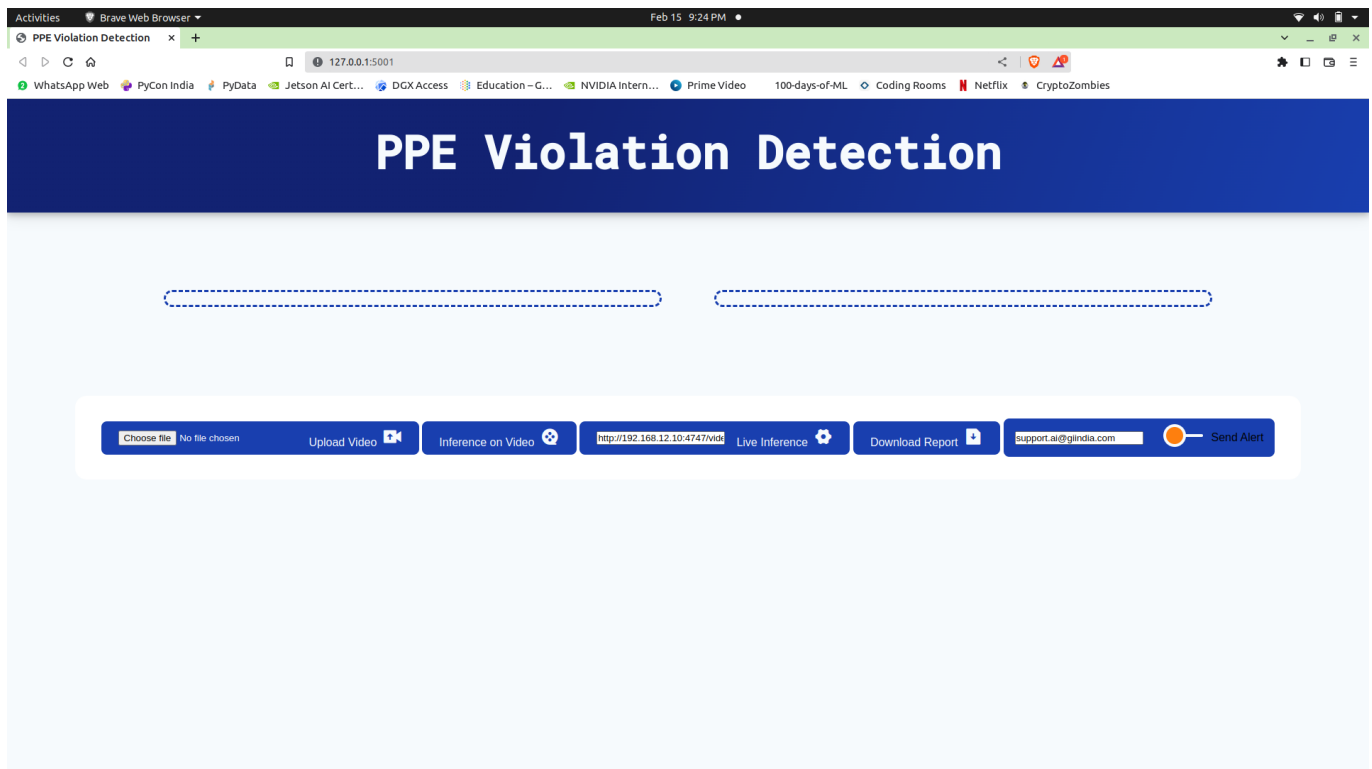 Activities Brave Web Browser Feb 15 9:24 PM
PPE Violation Detection × +
127.0.0.1:5001
WhatsApp Web PyCon India PyData Jetson AI Cert... DGX Access Education – G... NVIDIA Intern... Prime Video 100-days-of-ML Coding Rooms Netflix CryptoZombies
PPE Violation Detection
Choose file No file chosen Upload Video Inference on Video http://192.168.12.10:4747/vide Live Inference Download Report support.ai@giindia.com Send Alert